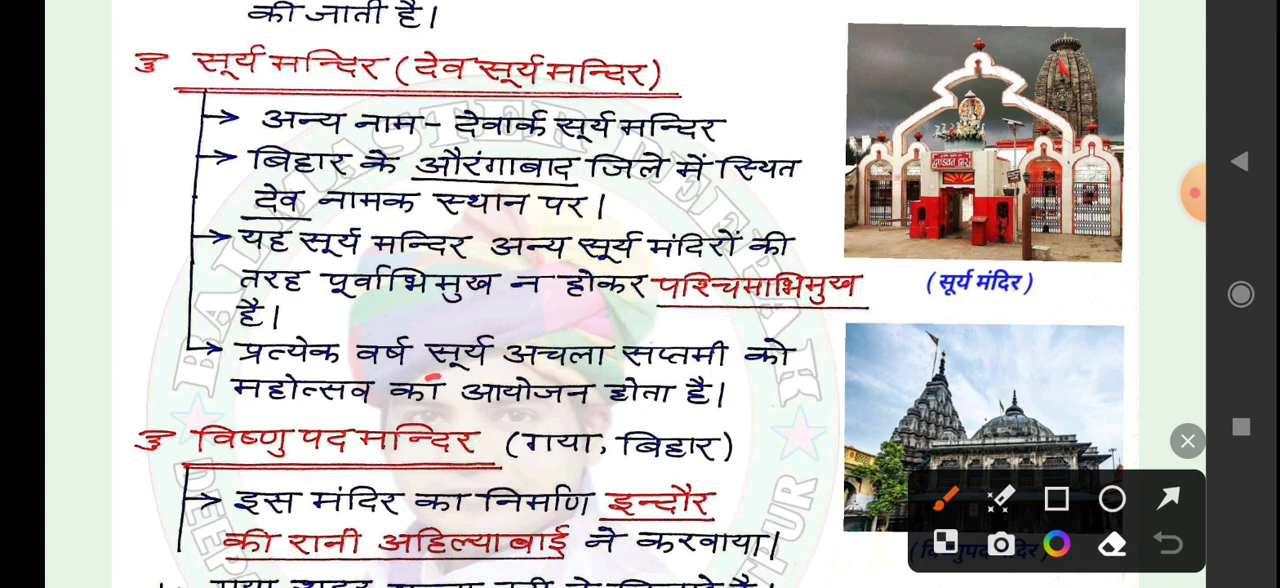 की जाती है।
सूर्य मन्दिर (देव सूर्य मन्दिर)
→ अन्य नाम - देवार्क सूर्य मन्दिर
→ बिहार के औरंगाबाद जिले में स्थित
देव नामक स्थान पर।
→ यह सूर्य मन्दिर अन्य सूर्य मंदिरों की
तरह पूर्वाभिमुख न होकर पश्चिमाभिमुख
है।
→ प्रत्येक वर्ष सूर्य अचला सप्तमी को
महोत्सव का आयोजन होता है।
(सूर्य मंदिर)
विष्णु पद मन्दिर (गया, बिहार)
→ इस मंदिर का निर्माण इन्दौर
की रानी अहिल्याबाई ने करवाया।